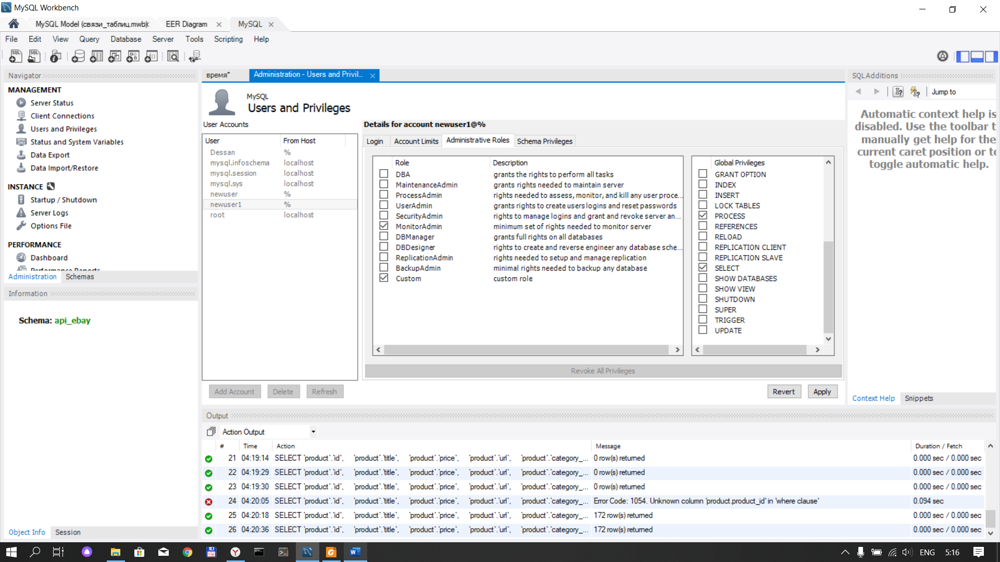 MySQL Workbench
MySQL Model (связи_таблиц.mwb) EER Diagram MySQL
File Edit View Query Database Server Tools Scripting Help
Navigator
MANAGEMENT
Server Status
Client Connections
Users and Privileges
Status and System Variables
Data Export
Data Import/Restore
INSTANCE
Startup / Shutdown
Server Logs
Options File
PERFORMANCE
Dashboard
Performance Reports
Administration Schemas
Information
Schema: api_ebay
Object Info Session
время* Administration - Users and Privil...
MySQL
Users and Privileges
User Accounts
User From Host
Dessan %
mysql.infoschema localhost
mysql.session localhost
mysql.sys localhost
newuser %
newuser1 %
root localhost
Add Account Delete Refresh
Details for account newuser1@%
Login Account Limits Administrative Roles Schema Privileges
Role Description
DBA grants the rights to perform all tasks
MaintenanceAdmin grants rights needed to maintain server
ProcessAdmin rights needed to assess, monitor, and kill any user proce...
UserAdmin grants rights to create users logins and reset passwords
SecurityAdmin rights to manage logins and grant and revoke server an...
MonitorAdmin minimum set of rights needed to monitor server
DBManager grants full rights on all databases
DBDesigner rights to create and reverse engineer any database sche...
ReplicationAdmin rights needed to setup and manage replication
BackupAdmin minimal rights needed to backup any database
Custom custom role
Global Privileges
GRANT OPTION
INDEX
INSERT
LOCK TABLES
PROCESS
REFERENCES
RELOAD
REPLICATION CLIENT
REPLICATION SLAVE
SELECT
SHOW DATABASES
SHOW VIEW
SHUTDOWN
SUPER
TRIGGER
UPDATE
Revoke All Privileges
Revert Apply
SQLAdditions
Jump to
Automatic context help is
disabled. Use the toolbar t
manually get help for the
current caret position or to
toggle automatic help.
Context Help Snippets
Output
Action Output
# Time Action Message Duration / Fetch
21 04:19:14 SELECT `product`.`id`, `product`.`title`, `product`.`price`, `product`.`url`, `product`.`category_... 0 row(s) returned 0.000 sec / 0.000 sec
22 04:19:29 SELECT `product`.`id`, `product`.`title`, `product`.`price`, `product`.`url`, `product`.`category_... 0 row(s) returned 0.000 sec / 0.000 sec
23 04:19:30 SELECT `product`.`id`, `product`.`title`, `product`.`price`, `product`.`url`, `product`.`category_... 0 row(s) returned 0.000 sec / 0.000 sec
24 04:20:05 SELECT `product`.`id`, `product`.`title`, `product`.`price`, `product`.`url`, `product`.`category_... Error Code: 1054. Unknown column 'product.product_id' in 'where clause' 0.094 sec
25 04:20:18 SELECT `product`.`id`, `product`.`title`, `product`.`price`, `product`.`url`, `product`.`category_... 172 row(s) returned 0.000 sec / 0.000 sec
26 04:20:36 SELECT `product`.`id`, `product`.`title`, `product`.`price`, `product`.`url`, `product`.`category_... 172 row(s) returned 0.000 sec / 0.000 sec
ENG 5:16